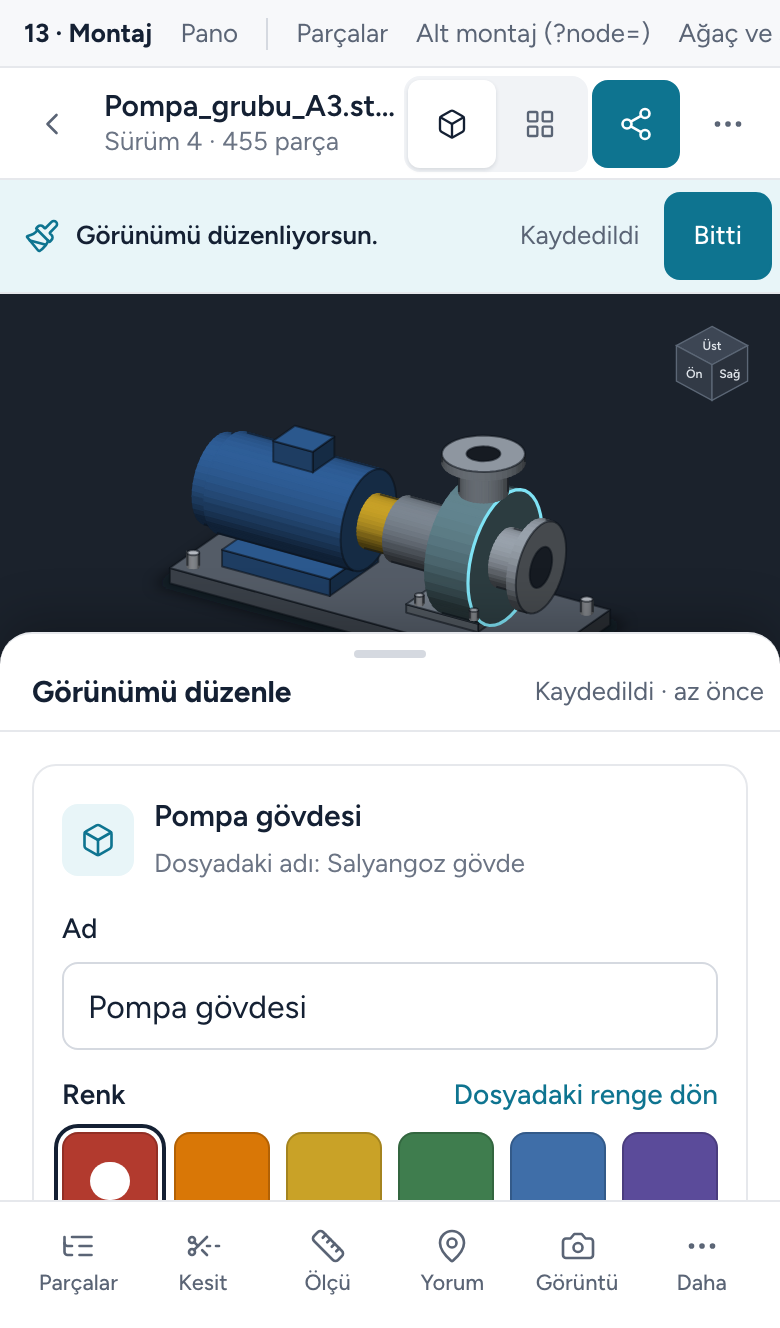 13 · Montaj Pano Parçalar Alt montaj (?node=) Ağaç ve
Pompa_grubu_A3.st...
Sürüm 4 · 455 parça
Görünümü düzenliyorsun. Kaydedildi Bitti
Üst
Ön Sağ
Görünümü düzenle Kaydedildi · az önce
Pompa gövdesi
Dosyadaki adı: Salyangoz gövde
Ad
Pompa gövdesi
Renk Dosyadaki renge dön
Parçalar Kesit Ölçü Yorum Görüntü Daha